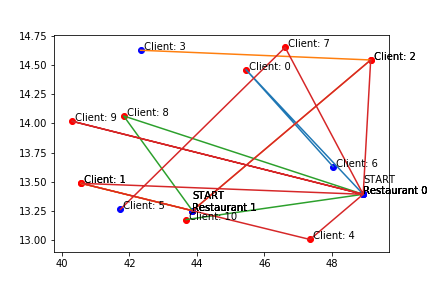 14.75
14.50
14.25
14.00
13.75
13.50
13.25
13.00
40
42
44
46
48
Client: 7
Client: 3
Client: 2
Client: 0
Client: 8
Client: 9
Client: 6
START
Client: 1
Restaurant 0
START
Restaurant 1
Client: 5
Client: 10
Client: 4